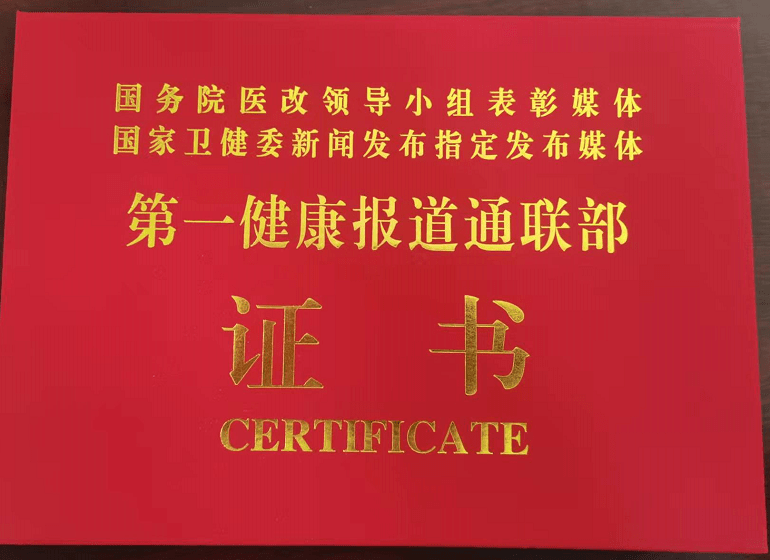 国务院医改领导小组表彰媒体
国家卫健委新闻发布指定发布媒体
第一健康报道通联部
证书
CERTIFICATE